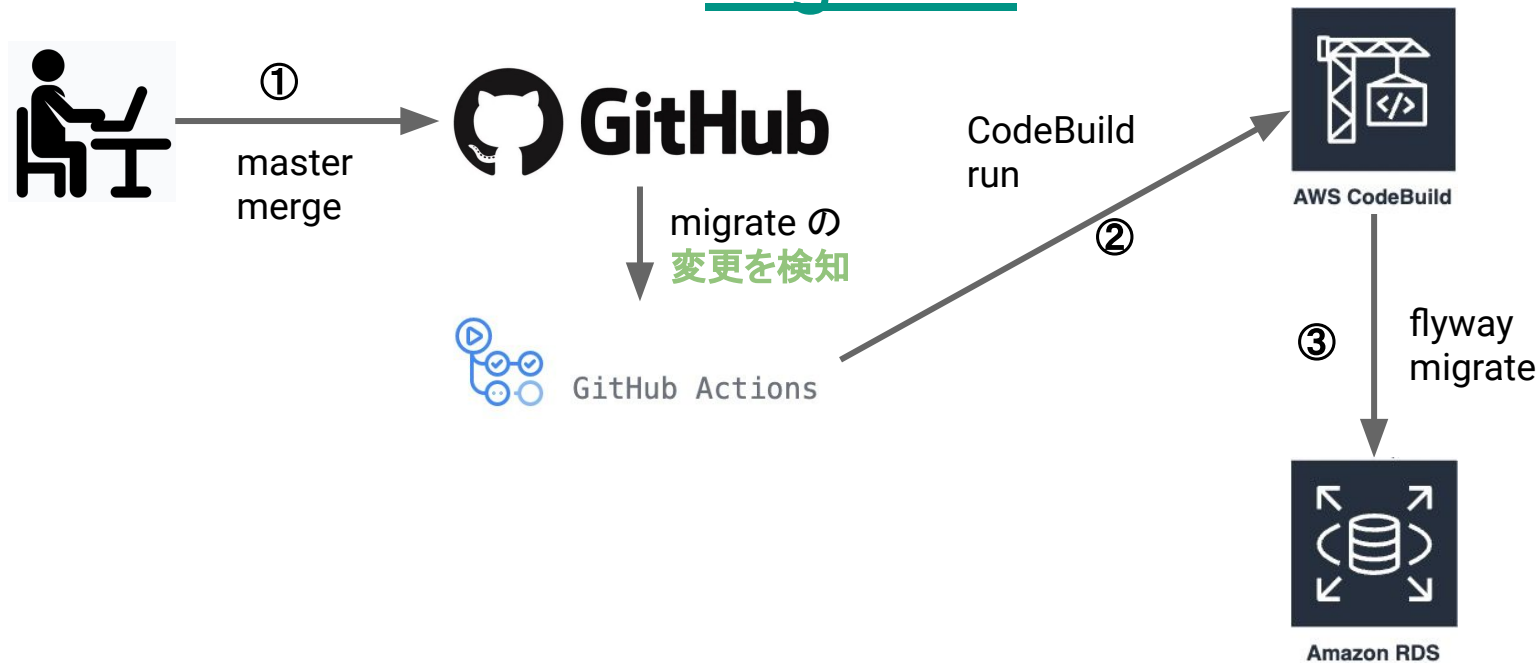 ①
master
merge
GitHub
migrate の
変更を検知
GitHub Actions
CodeBuild
run
②
AWS CodeBuild
③
flyway
migrate
Amazon RDS